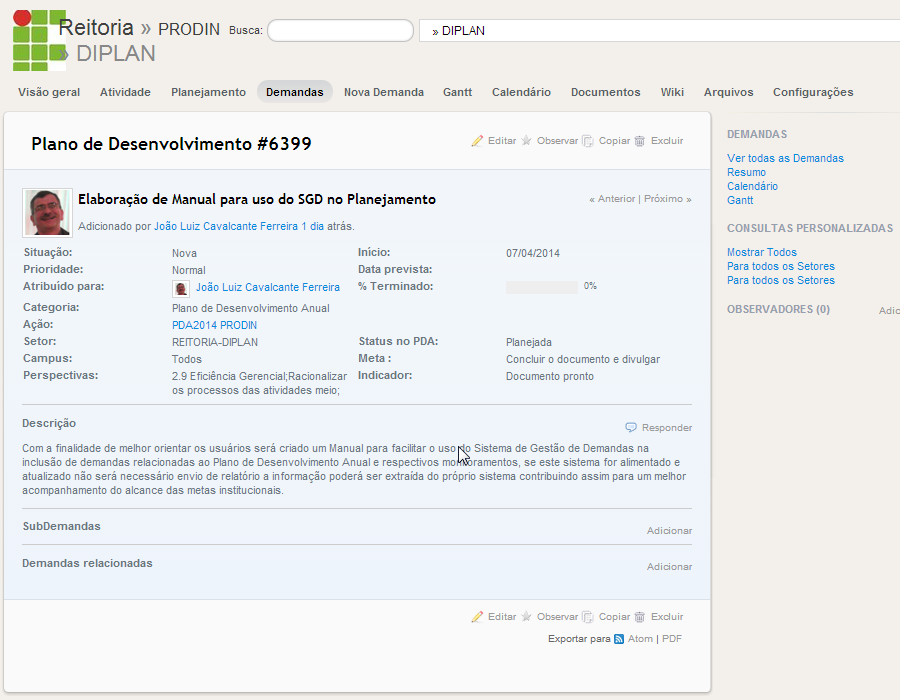 Reitoria » PRODIN
» DIPLAN
Busca:
» DIPLAN
Visão geral Atividade Planejamento Demandas Nova Demanda Gantt Calendário Documentos Wiki Arquivos Configurações
Plano de Desenvolvimento #6399
Editar Observar Copiar Excluir
Elaboração de Manual para uso do SGD no Planejamento
« Anterior | Próximo »
Adicionado por João Luiz Cavalcante Ferreira 1 dia atrás.
Situação: Nova Início: 07/04/2014
Prioridade: Normal Data prevista:
Atribuído para: João Luiz Cavalcante Ferreira % Terminado: 0%
Categoria: Plano de Desenvolvimento Anual
Ação: PDA2014 PRODIN
Setor: REITORIA-DIPLAN Status no PDA: Planejada
Campus: Todos Meta : Concluir o documento e divulgar
Perspectivas: 2.9 Eficiência Gerencial;Racionalizar Indicador: Documento pronto
os processos das atividades meio;
Descrição
Responder
Com a finalidade de melhor orientar os usuários será criado um Manual para facilitar o uso do Sistema de Gestão de Demandas na
inclusão de demandas relacionadas ao Plano de Desenvolvimento Anual e respectivos monitoramentos, se este sistema for alimentado e
atualizado não será necessário envio de relatório a informação poderá ser extraída do próprio sistema contribuindo assim para um melhor
acompanhamento do alcance das metas institucionais.
SubDemandas
Adicionar
Demandas relacionadas
Adicionar
Editar Observar Copiar Excluir
Exportar para Atom | PDF
DEMANDAS
Ver todas as Demandas
Resumo
Calendário
Gantt
CONSULTAS PERSONALIZADAS
Mostrar Todos
Para todos os Setores
Para todos os Setores
OBSERVADORES (0)
Adic